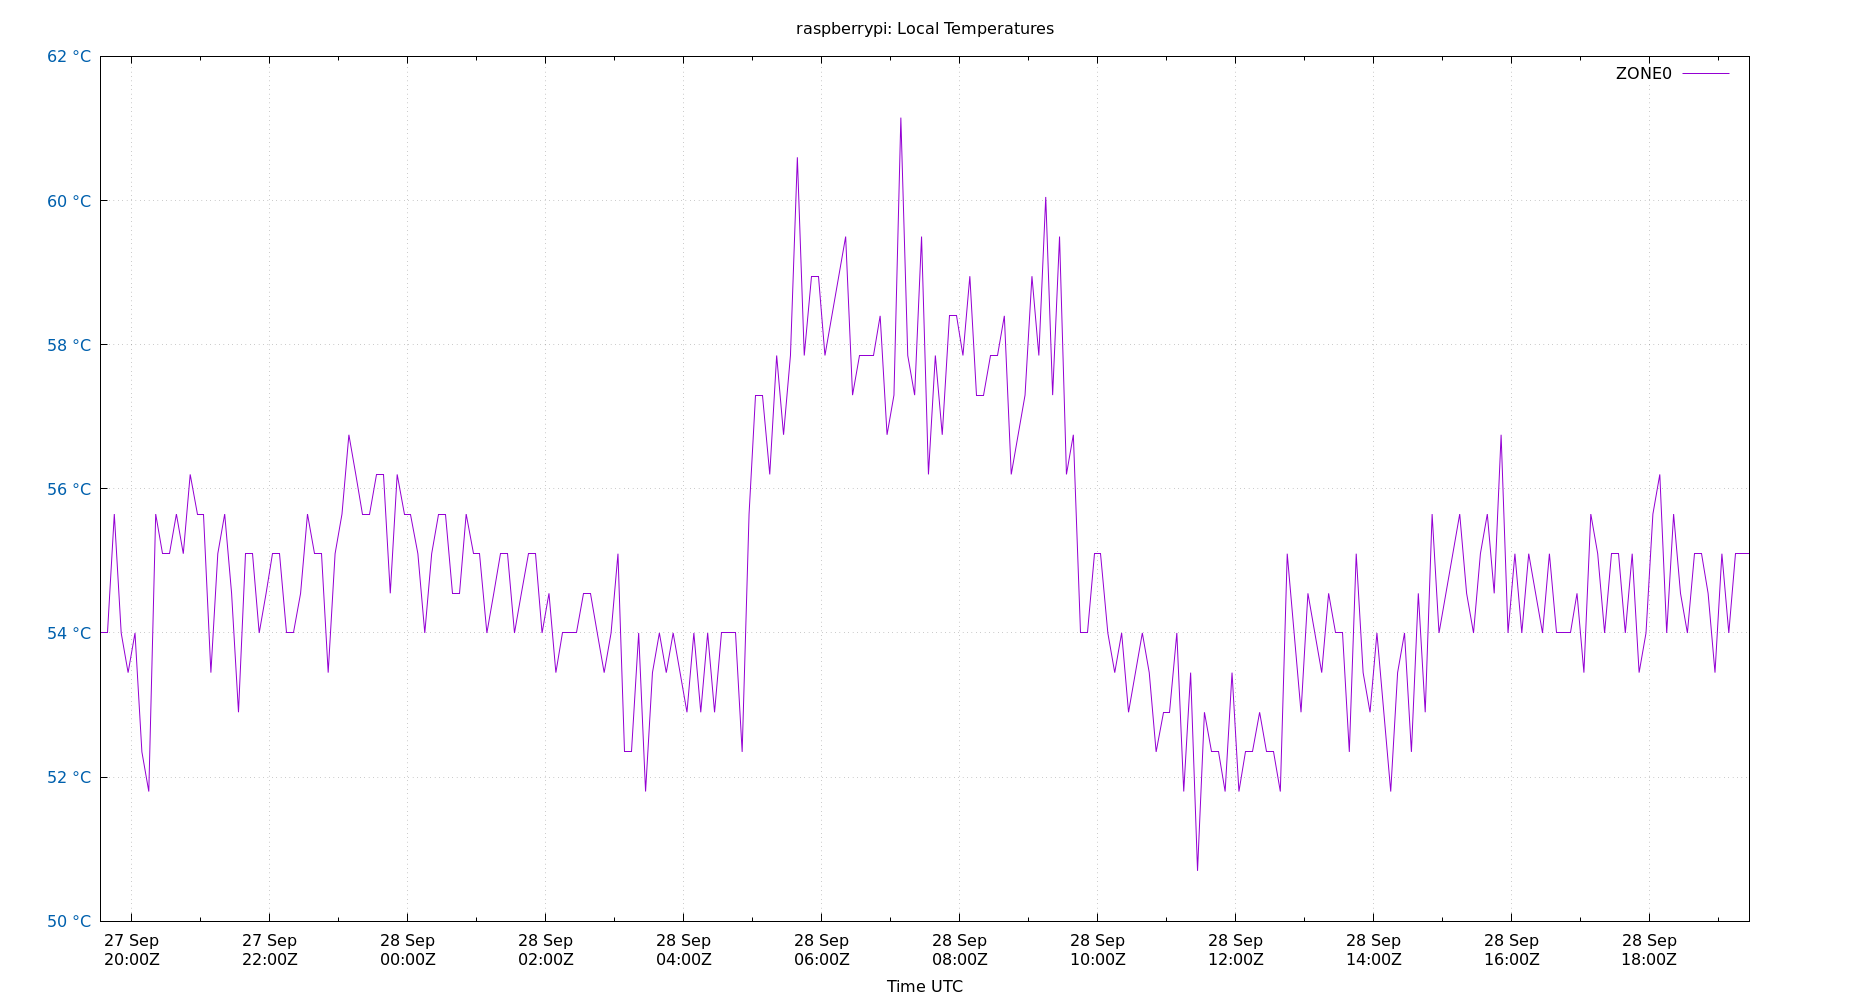 raspberrypi: Local Temperatures
62 °C
ZONE0
60 °C
58 °C
56 °C
54 °C
52 °C
50 °C
27 Sep 27 Sep 28 Sep 28 Sep 28 Sep 28 Sep 28 Sep 28 Sep 28 Sep 28 Sep 28 Sep 28 Sep
20:00Z 22:00Z 00:00Z 02:00Z 04:00Z 06:00Z 08:00Z 10:00Z 12:00Z 14:00Z 16:00Z 18:00Z
Time UTC